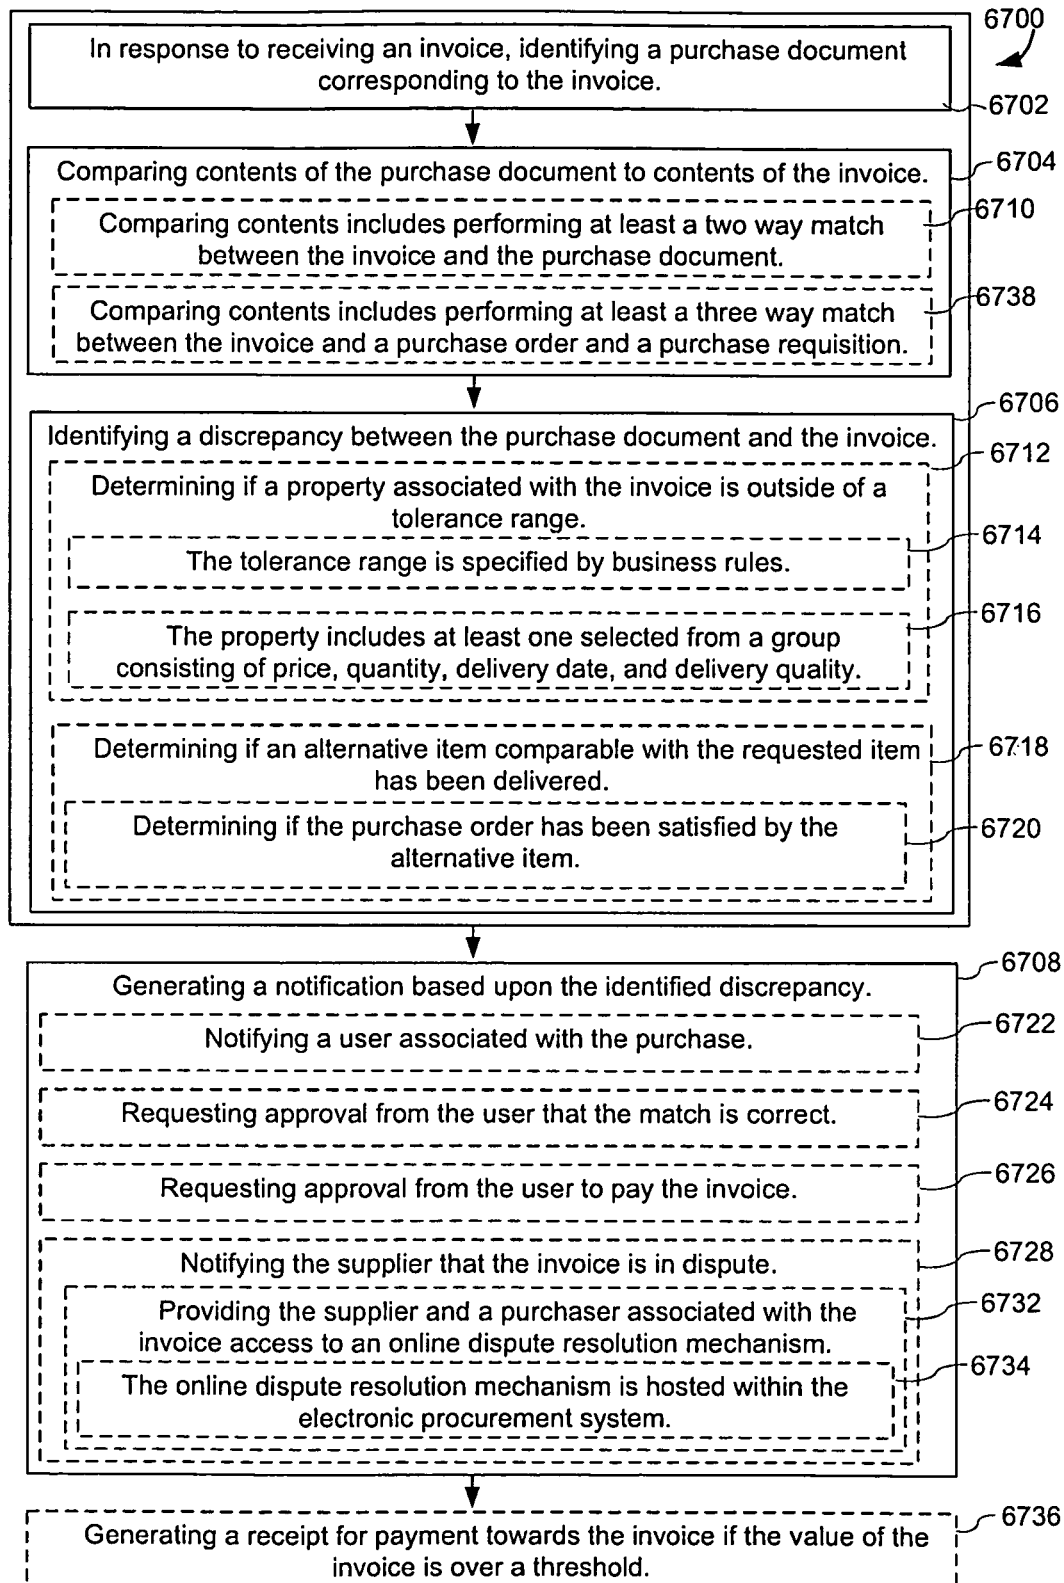 6700
In response to receiving an invoice, identifying a purchase document
corresponding to the invoice.
6702
Comparing contents of the purchase document to contents of the invoice.
6704
Comparing contents includes performing at least a two way match
between the invoice and the purchase document.
6710
Comparing contents includes performing at least a three way match
between the invoice and a purchase order and a purchase requisition.
6738
Identifying a discrepancy between the purchase document and the invoice.
6706
Determining if a property associated with the invoice is outside of a
tolerance range.
6712
The tolerance range is specified by business rules.
6714
The property includes at least one selected from a group
consisting of price, quantity, delivery date, and delivery quality.
6716
Determining if an alternative item comparable with the requested item
has been delivered.
6718
Determining if the purchase order has been satisfied by the
alternative item.
6720
Generating a notification based upon the identified discrepancy.
6708
Notifying a user associated with the purchase.
6722
Requesting approval from the user that the match is correct.
6724
Requesting approval from the user to pay the invoice.
6726
Notifying the supplier that the invoice is in dispute.
6728
Providing the supplier and a purchaser associated with the
invoice access to an online dispute resolution mechanism.
6732
The online dispute resolution mechanism is hosted within the
electronic procurement system.
6734
Generating a receipt for payment towards the invoice if the value of the
invoice is over a threshold.
6736